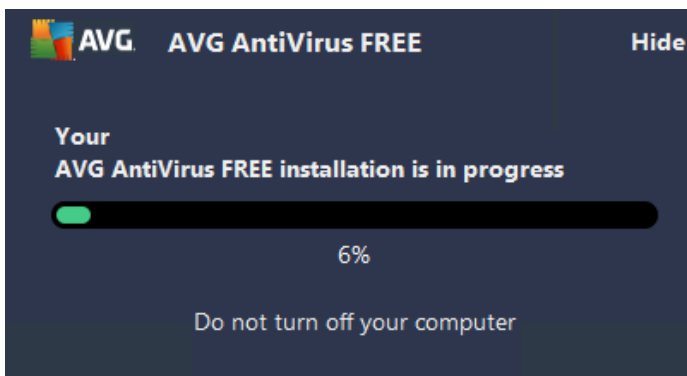 AVG. AVG AntiVirus FREE Hide
Your
AVG AntiVirus FREE installation is in progress
6%
Do not turn off your computer